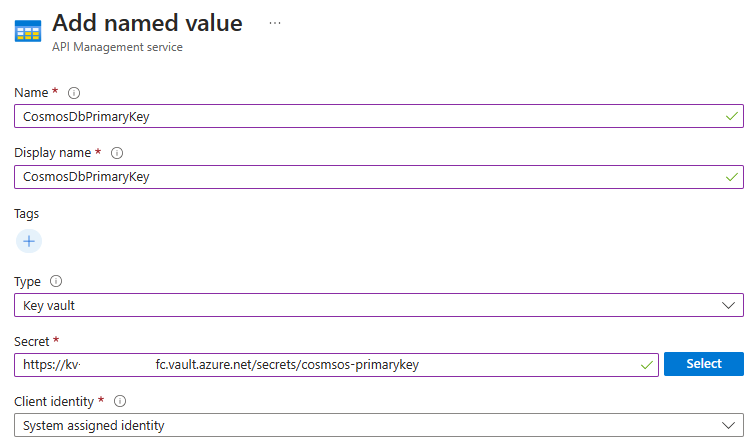 Add named value ...
API Management service
Name *
CosmosDbPrimaryKey
Display name *
CosmosDbPrimaryKey
Tags
Type
Key vault
Secret *
https://kv- fc.vault.azure.net/secrets/cosmsos-primarykey
Select
Client identity *
System assigned identity